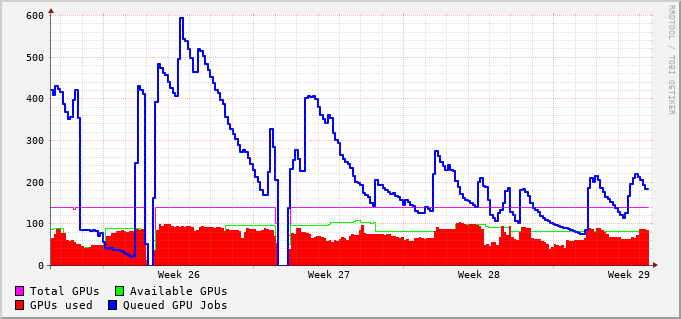 600
500
400
300
200
100
0
Week 26 Week 27 Week 28 Week 29
Total GPUs Available GPUs
GPUs used Queued GPU Jobs
RRDTOOL / TOBI OETIKER